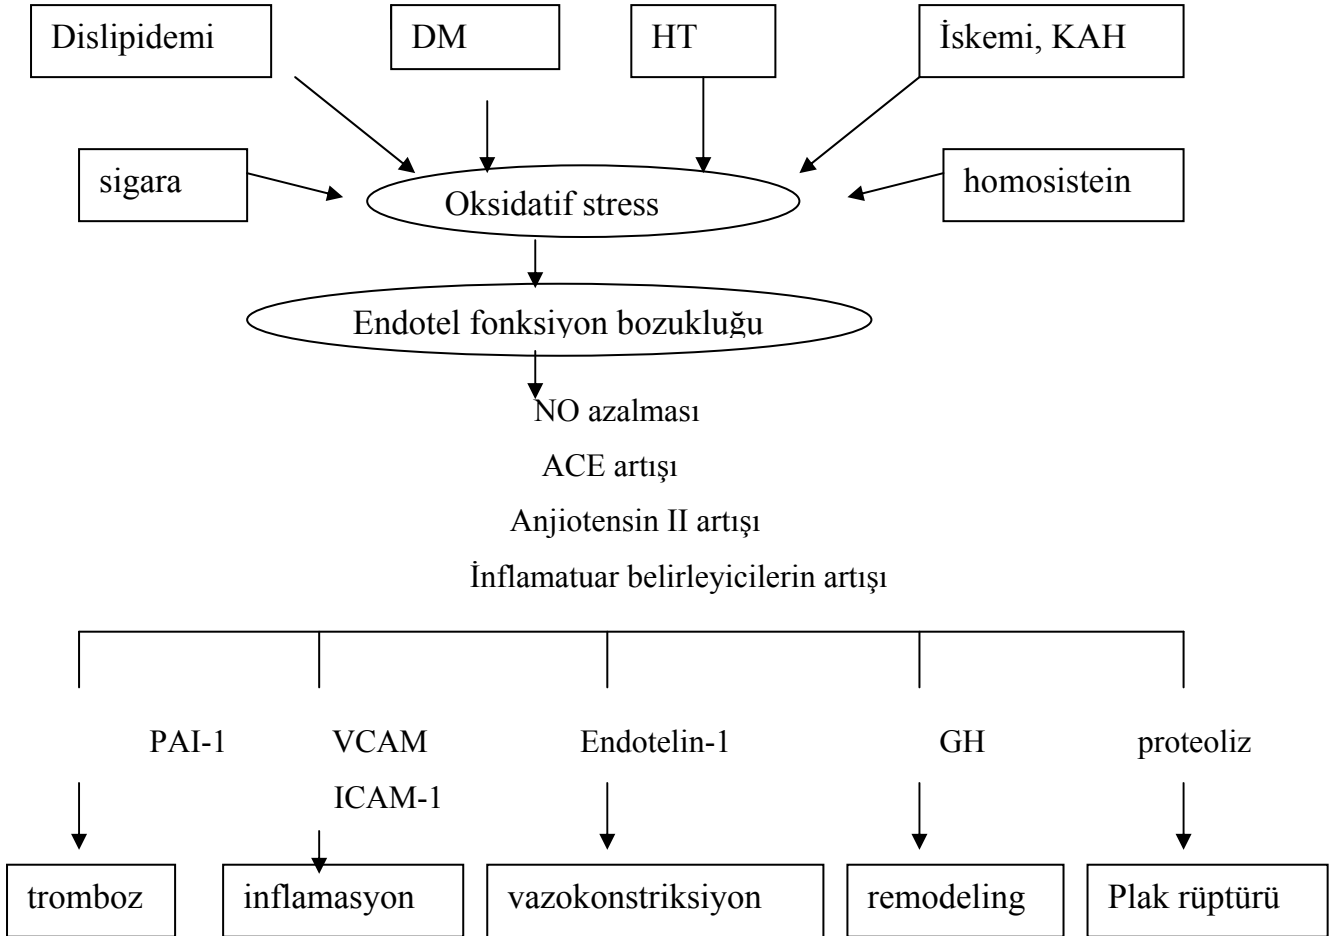 Dislipidemi
DM
HT
İskemi, KAH
sigara
Oksidatif stress
homosistein
Endotel fonksiyon bozukluğu
NO azalması
ACE artışı
Anjiotensin II artışı
İnflamatuar belirleyicilerin artışı
PAI-1
VCAM
Endotelin-1
GH
proteoliz
ICAM-1
tromboz
inflamasyon
vazokonstriksiyon
remodeling
Plak rüptürü